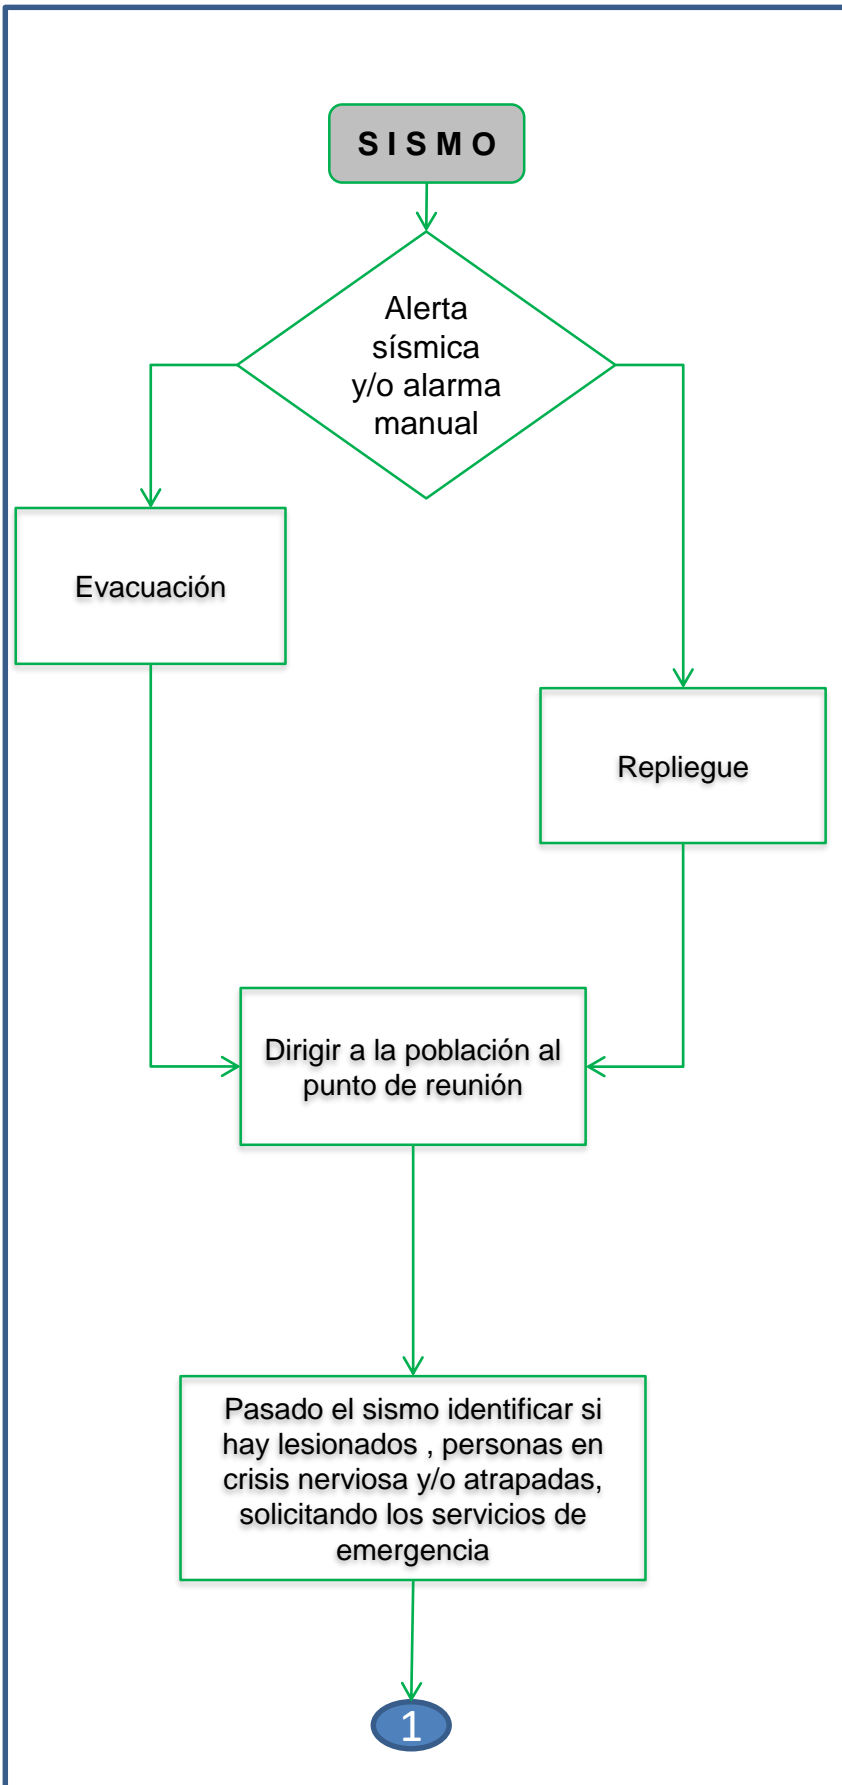 S I S M O
Alerta
sísmica
y/o alarma
manual
Evacuación
Repliegue
Dirigir a la población al
punto de reunión
Pasado el sismo identificar si
hay lesionados , personas en
crisis nerviosa y/o atrapadas,
solicitando los servicios de
emergencia
1